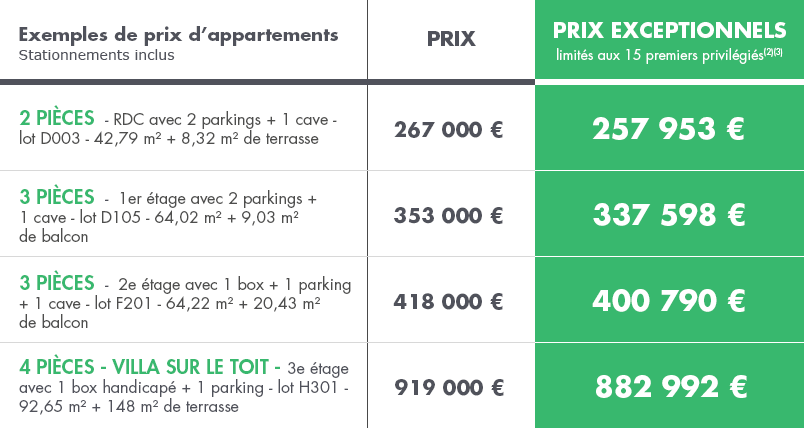 Exemples de prix d’appartements
Stationnements inclus
PRIX
PRIX EXCEPTIONNELS
limités aux 15 premiers privilégiés(2)(3)
2 PIÈCES - RDC avec 2 parkings + 1 cave -
lot D003 - 42,79 m² + 8,32 m² de terrasse
267 000 €
257 953 €
3 PIÈCES - 1er étage avec 2 parkings +
1 cave - lot D105 - 64,02 m² + 9,03 m²
de balcon
353 000 €
337 598 €
3 PIÈCES - 2e étage avec 1 box + 1 parking
+ 1 cave - lot F201 - 64,22 m² + 20,43 m²
de balcon
418 000 €
400 790 €
4 PIÈCES - VILLA SUR LE TOIT - 3e étage
avec 1 box handicapé + 1 parking - lot H301 -
92,65 m² + 148 m² de terrasse
919 000 €
882 992 €